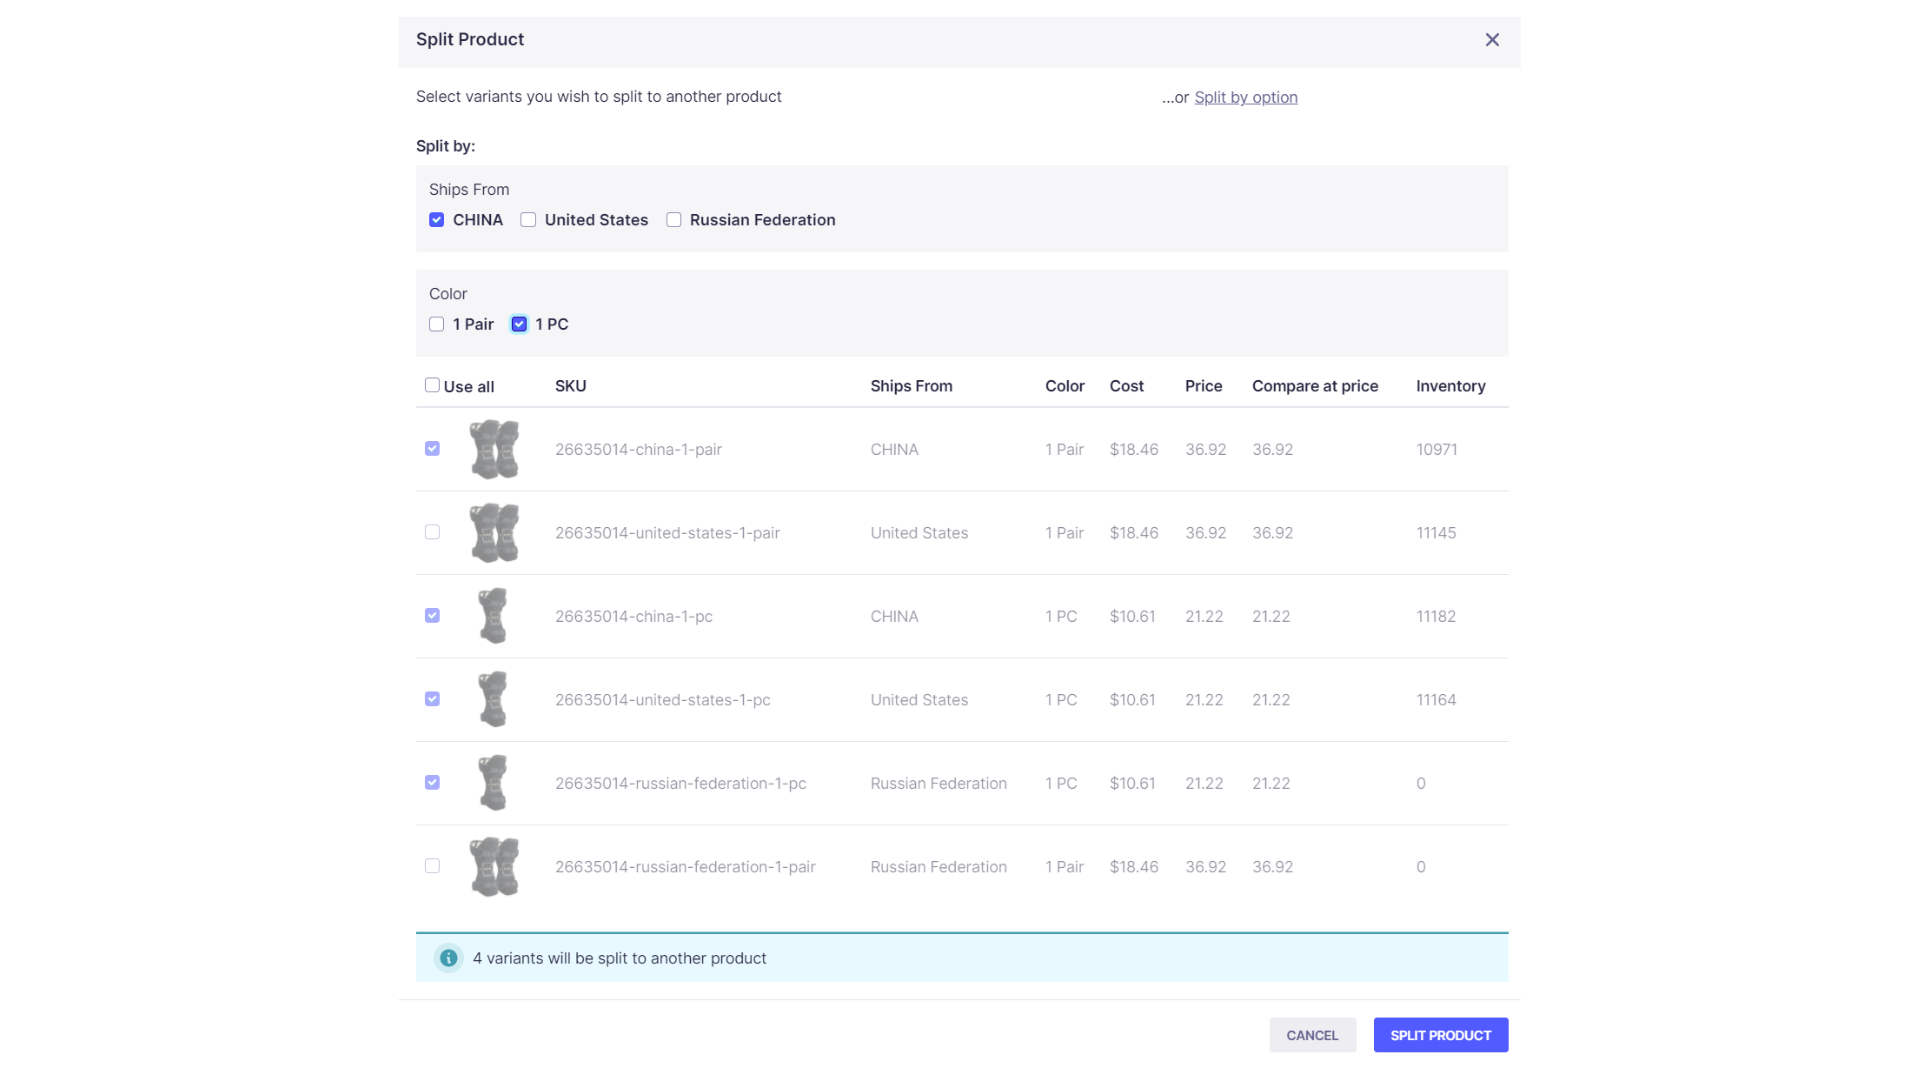 Split Product
Select variants you wish to split to another product ...or Split by option
Split by:
Ships From
CHINA United States Russian Federation
Color
1 Pair 1 PC
Use all SKU Ships From Color Cost Price Compare at price Inventory
26635014-china-1-pair CHINA 1 Pair $18.46 36.92 36.92 10971
26635014-united-states-1-pair United States 1 Pair $18.46 36.92 36.92 11145
26635014-china-1-pc CHINA 1 PC $10.61 21.22 21.22 11182
26635014-united-states-1-pc United States 1 PC $10.61 21.22 21.22 11164
26635014-russian-federation-1-pc Russian Federation 1 PC $10.61 21.22 21.22 0
26635014-russian-federation-1-pair Russian Federation 1 Pair $18.46 36.92 36.92 0
4 variants will be split to another product
CANCEL SPLIT PRODUCT